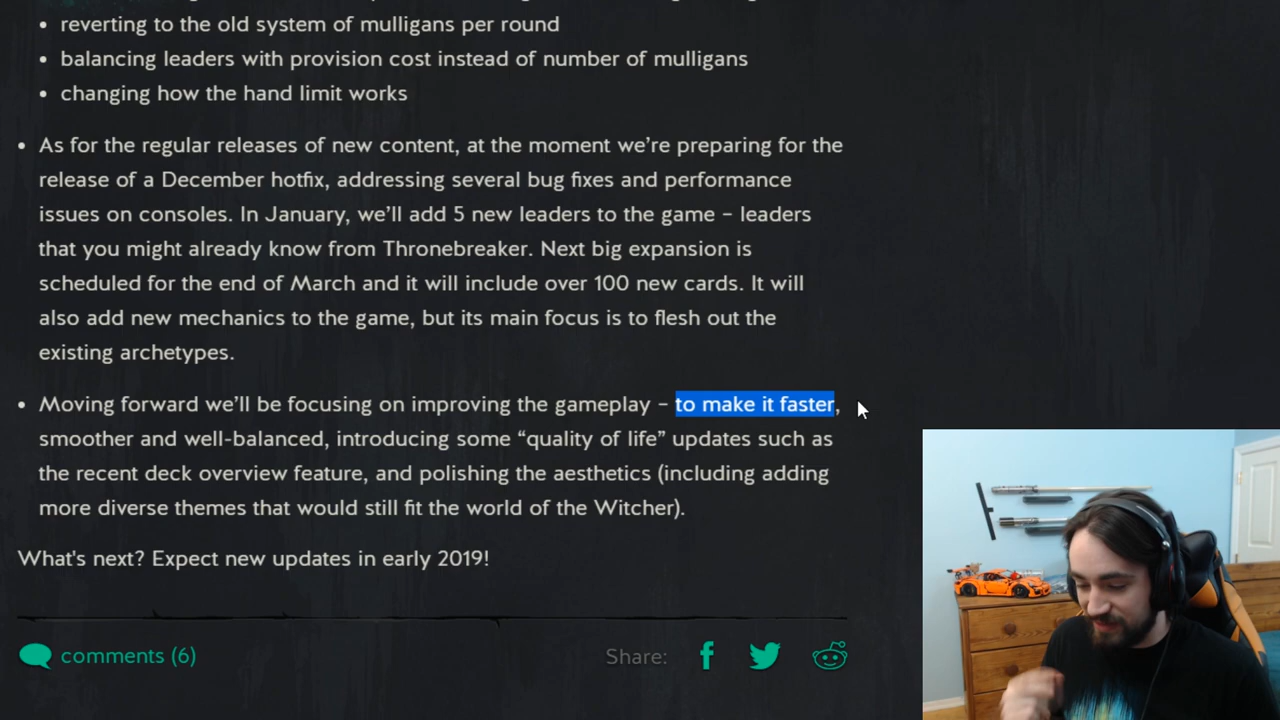 reverting to the old system of mulligans per round
balancing leaders with provision cost instead of number of mulligans
changing how the hand limit works
As for the regular releases of new content, at the moment we're preparing for the
release of a December hotfix, addressing several bug fixes and performance
issues on consoles. In January, we'll add 5 new leaders to the game – leaders
that you might already know from Thronebreaker. Next big expansion is
scheduled for the end of March and it will include over 100 new cards. It will
also add new mechanics to the game, but its main focus is to flesh out the
existing archetypes.
Moving forward we'll be focusing on improving the gameplay – to make it faster,
smoother and well-balanced, introducing some “quality of life” updates such as
the recent deck overview feature, and polishing the aesthetics (including adding
more diverse themes that would still fit the world of the Witcher).
What's next? Expect new updates in early 2019!
comments (6)
Share: